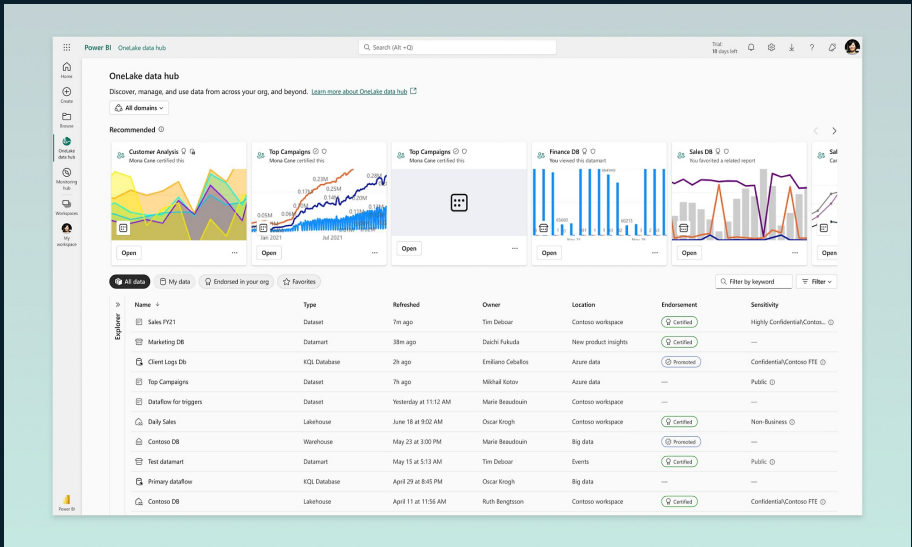 Power BI OneLake data hub
Search (Alt +Q)
Trial:
18 days left
Home
Create
Browse
OneLake
data hub
Monitoring
hub
Workspaces
My
workspace
Power BI
OneLake data hub
Discover, manage, and use data from across your org, and beyond. Learn more about OneLake data hub
All domains
Recommended
Customer Analysis
Mona Cane certified this
Open
Top Campaigns
Mona Cane certified this
0.23M
0.28M
0.17M
0.25M
0.14M
0.20M
0.05M
0.06M
0.11M
Jan 2021
Jul 2021
Open
Top Campaigns
Mona Cane certified this
Open
Finance DB
You viewed this datamart
Open
Sales DB
You favorited a related report
Open
Sal
Car
Open
All data
My data
Endorsed in your org
Favorites
Filter by keyword
Filter
Explorer
Name Type Refreshed Owner Location Endorsement Sensitivity
Sales FY21 Dataset 7m ago Tim Deboar Contoso workspace Certified Highly Confidential\Contos...
Marketing DB Datamart 38m ago Daichi Fukuda New product insights Certified —
Client Logs Db KQL Database 2h ago Emiliano Ceballos Azure data Promoted Confidential\Contoso FTE
Top Campaigns Dataset 7h ago Mikhail Kotov Azure data — Public
Dataflow for triggers Dataset Yesterday at 11:12 AM Marie Beaudouin Contoso workspace — —
Daily Sales Lakehouse June 18 at 9:02 AM Oscar Krogh Contoso workspace Certified Non-Business
Contoso DB Warehouse May 23 at 3:00 PM Marie Beaudouin Big data Promoted —
Test datamart Datamart May 15 at 5:13 AM Tim Deboar Events Certified Public
Primary dataflow KQL Database April 29 at 8:45 PM Oscar Krogh Big data — —
Contoso DB Lakehouse April 11 at 11:56 AM Ruth Bengtsson Contoso workspace Certified Confidential\Contoso FTE